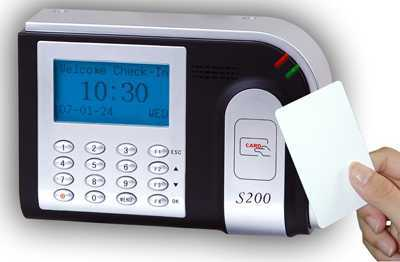 Welcome Check-In
10:30
07-01-24 WED
1 2 3 F1 ESC
4 5 6 F2 ▲
7 8 9 F3 ▼
0 MENU F4 OK
CARD
S200